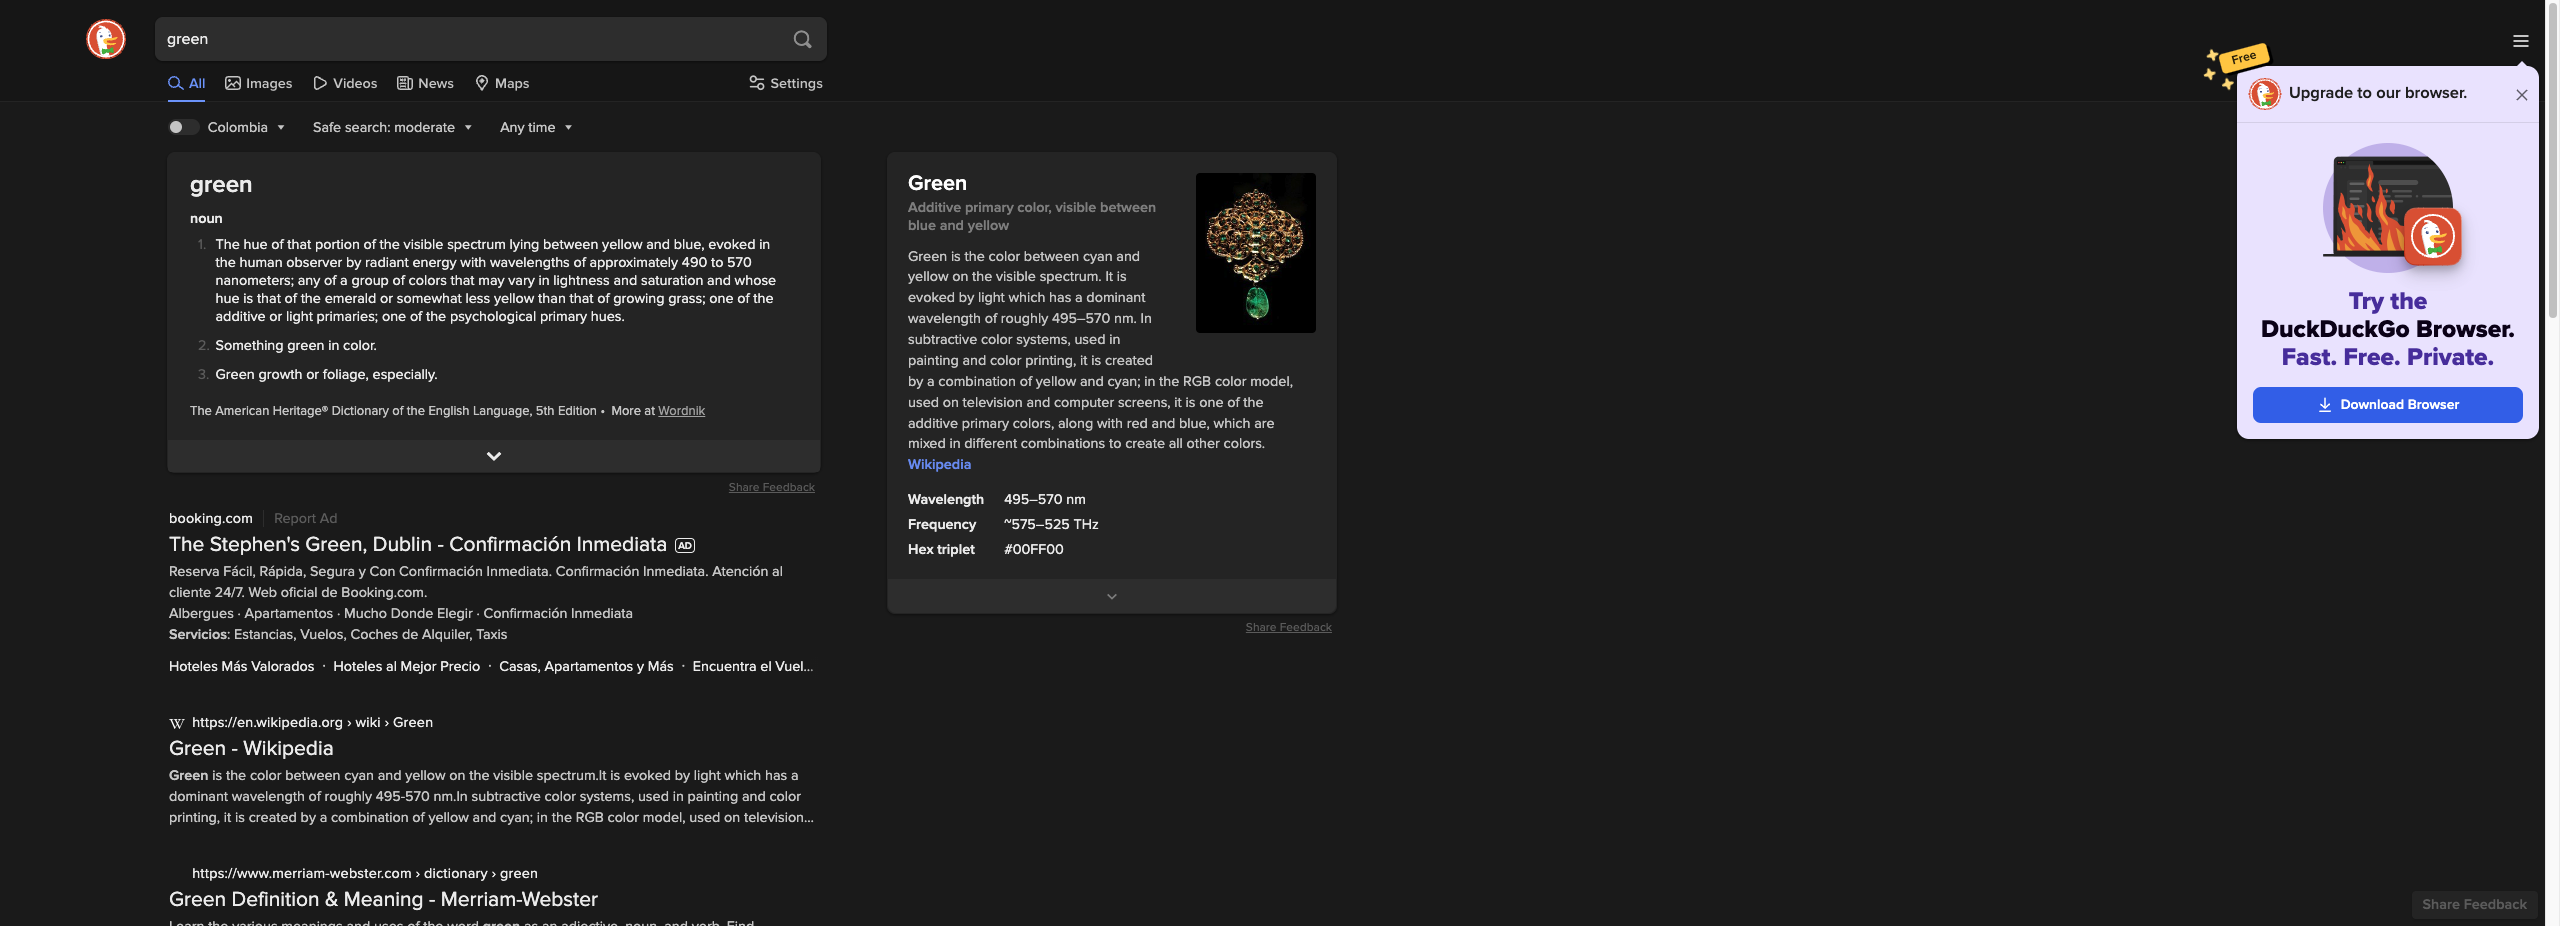 green
All
Images
Videos
News
Maps
Settings
Colombia
Safe search: moderate
Any time
green
noun
1. The hue of that portion of the visible spectrum lying between yellow and blue, evoked in
the human observer by radiant energy with wavelengths of approximately 490 to 570
nanometers; any of a group of colors that may vary in lightness and saturation and whose
hue is that of the emerald or somewhat less yellow than that of growing grass; one of the
additive or light primaries; one of the psychological primary hues.
2. Something green in color.
3. Green growth or foliage, especially.
The American Heritage® Dictionary of the English Language, 5th Edition • More at Wordnik
Share Feedback
booking.com
Report Ad
The Stephen's Green, Dublin - Confirmación Inmediata AD
Reserva Fácil, Rápida, Segura y Con Confirmación Inmediata. Confirmación Inmediata. Atención al
cliente 24/7. Web oficial de Booking.com.
Albergues · Apartamentos · Mucho Donde Elegir · Confirmación Inmediata
Servicios: Estancias, Vuelos, Coches de Alquiler, Taxis
Hoteles Más Valorados · Hoteles al Mejor Precio · Casas, Apartamentos y Más · Encuentra el Vuel...
W https://en.wikipedia.org › wiki › Green
Green - Wikipedia
Green is the color between cyan and yellow on the visible spectrum.It is evoked by light which has a
dominant wavelength of roughly 495-570 nm.In subtractive color systems, used in painting and color
printing, it is created by a combination of yellow and cyan; in the RGB color model, used on television...
https://www.merriam-webster.com › dictionary › green
Green Definition & Meaning - Merriam-Webster
Learn the various meanings and uses of the word green as an adjective, noun, and verb. Find
Green
Additive primary color, visible between
blue and yellow
Green is the color between cyan and
yellow on the visible spectrum. It is
evoked by light which has a dominant
wavelength of roughly 495–570 nm. In
subtractive color systems, used in
painting and color printing, it is created
by a combination of yellow and cyan; in the RGB color model,
used on television and computer screens, it is one of the
additive primary colors, along with red and blue, which are
mixed in different combinations to create all other colors.
Wikipedia
Wavelength 495–570 nm
Frequency ~575–525 THz
Hex triplet #00FF00
Share Feedback
Free
Upgrade to our browser.
Try the
DuckDuckGo Browser.
Fast. Free. Private.
Download Browser
Share Feedback